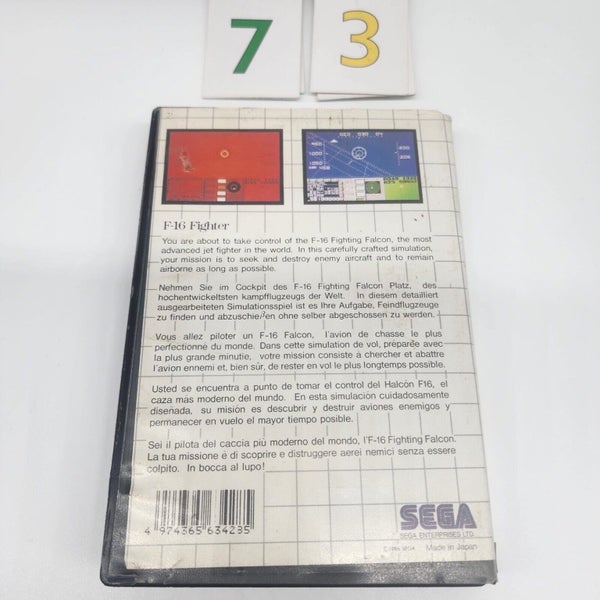 7 3
F-16 Fighter
You are about to take control of the F-16 Fighting Falcon, the most
advanced jet fighter in the world. In this carefully crafted simulation,
your mission is to seek and destroy enemy aircraft and to remain
airborne as long as possible.
Nehmen Sie im Cockpit des F-16 Fighting Falcon Platz, des
hochentwickeltsten kampfflugzeugs der Welt. In diesem detailliert
ausgearbeiteten Simulationsspiel ist es Ihre Aufgabe, Feindflugzeuge
zu finden und abzuschießen ohne selber abgeschossen zu werden.
Vous allez piloter un F-16 Falcon, l'avion de chasse le plus
perfectionné du monde. Dans cette simulation de vol, préparée avec
la plus grande minutie, votre mission consiste à chercher et abattre
l'avion ennemi et, bien sûr, de rester en vol le plus longtemps possible.
Usted se encuentra a punto de tomar el control del Halcón F16, el
caza mas moderno del mundo. En esta simulación cuidadosamente
diseñada, su misión es descubrir y destruir aviones enemigos y
permanecer en vuelo el mayor tiempo posible.
Sei il pilota del caccia più moderno del mondo, l'F-16 Fighting Falcon.
La tua missione è di scoprire e distruggere aerei nemici senza essere
colpito. In bocca al lupo!
4 974365 634235
SEGA
SEGA ENTERPRISES LTD.
Made in Japan